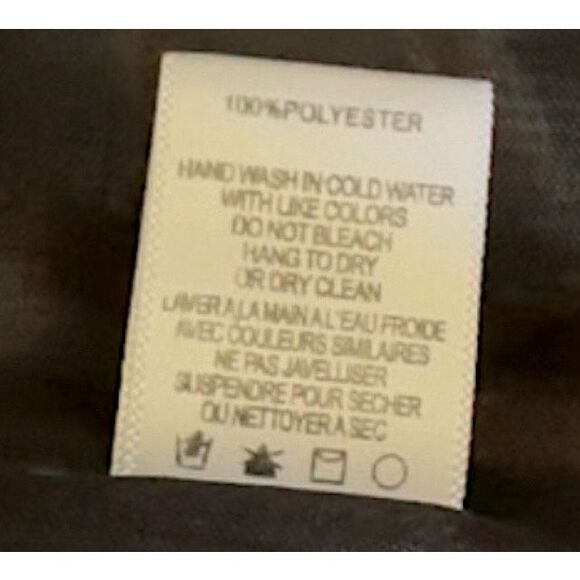 100%POLYESTER
HAND WASH IN COLD WATER
WITH LIKE COLORS
DO NOT BLEACH
HANG TO DRY
OR DRY CLEAN
LAVER A LA MAIN A L'EAU FROIDE
AVEC COULEURS SIMILAIRES
NE PAS JAVELLISER
SUSPENDRE POUR SECHER
OU NETTOYER A SEC